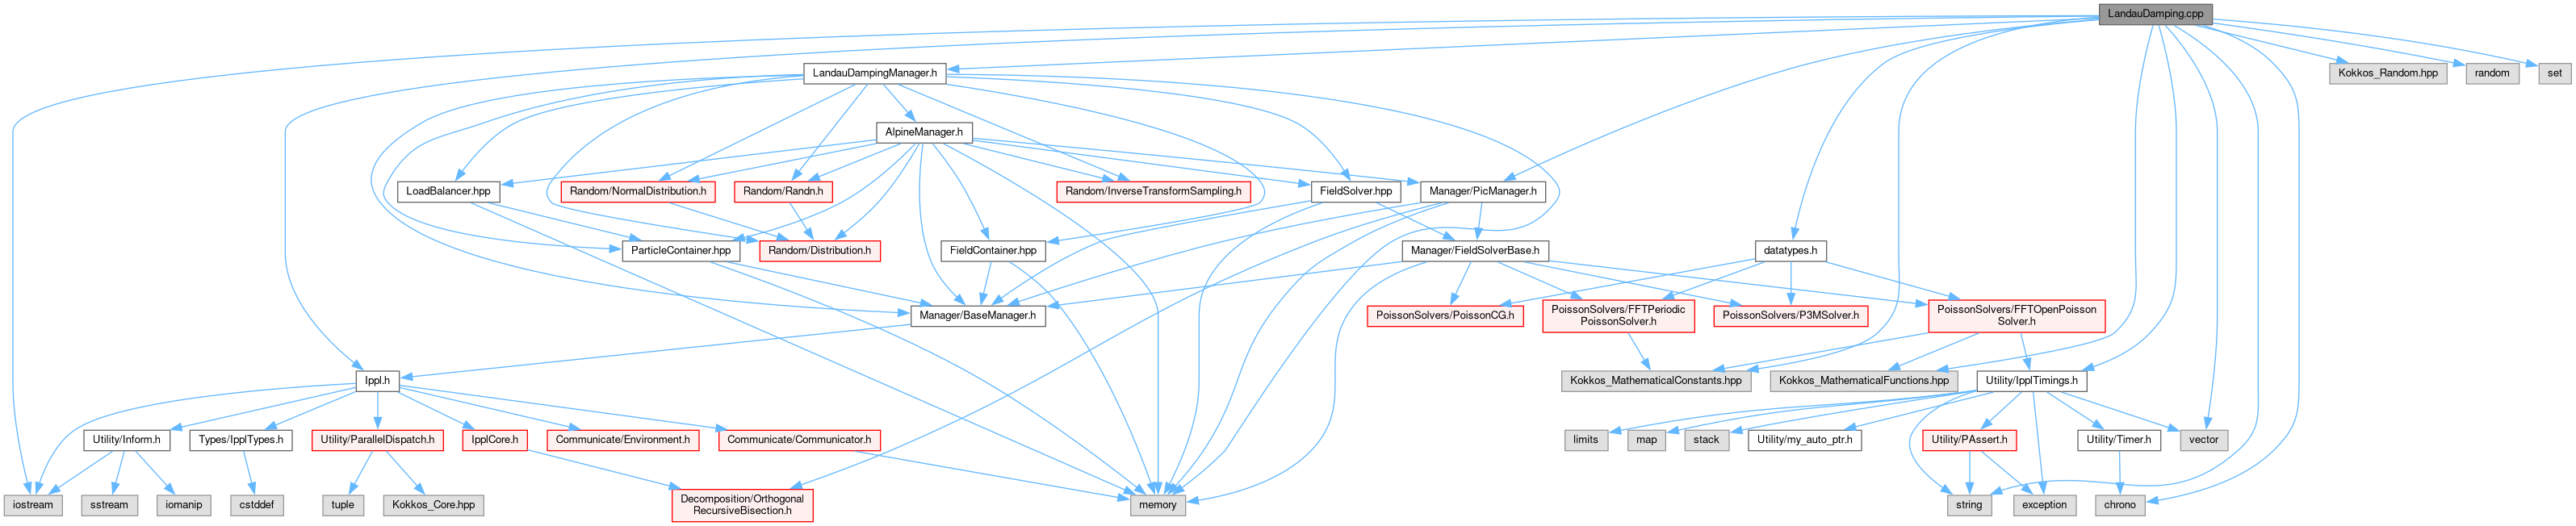 LandauDamping.cpp
LandauDampingManager.h
Kokkos_Random.hpp
random
set
AlpineManager.h
LoadBalancer.hpp
Random/NormalDistribution.h
Random/Randn.h
Random/InverseTransformSampling.h
FieldSolver.hpp
Manager/PicManager.h
ParticleContainer.hpp
Random/Distribution.h
FieldContainer.hpp
Manager/FieldSolverBase.h
datatypes.h
Manager/BaseManager.h
PoissonSolvers/PoissonCG.h
PoissonSolvers/FFTPeriodic
PoissonSolver.h
PoissonSolvers/P3MSolver.h
PoissonSolvers/FFTOpenPoisson
Solver.h
Ippl.h
Kokkos_MathematicalConstants.hpp
Kokkos_MathematicalFunctions.hpp
Utility/IpplTimings.h
Utility/Inform.h
Types/IpplTypes.h
Utility/ParallelDispatch.h
IpplCore.h
Communicate/Environment.h
Communicate/Communicator.h
limits
map
stack
Utility/my_auto_ptr.h
Utility/PAssert.h
Utility/Timer.h
vector
iostream
sstream
iomanip
cstddef
tuple
Kokkos_Core.hpp
Decomposition/Orthogonal
RecursiveBisection.h
memory
string
exception
chrono